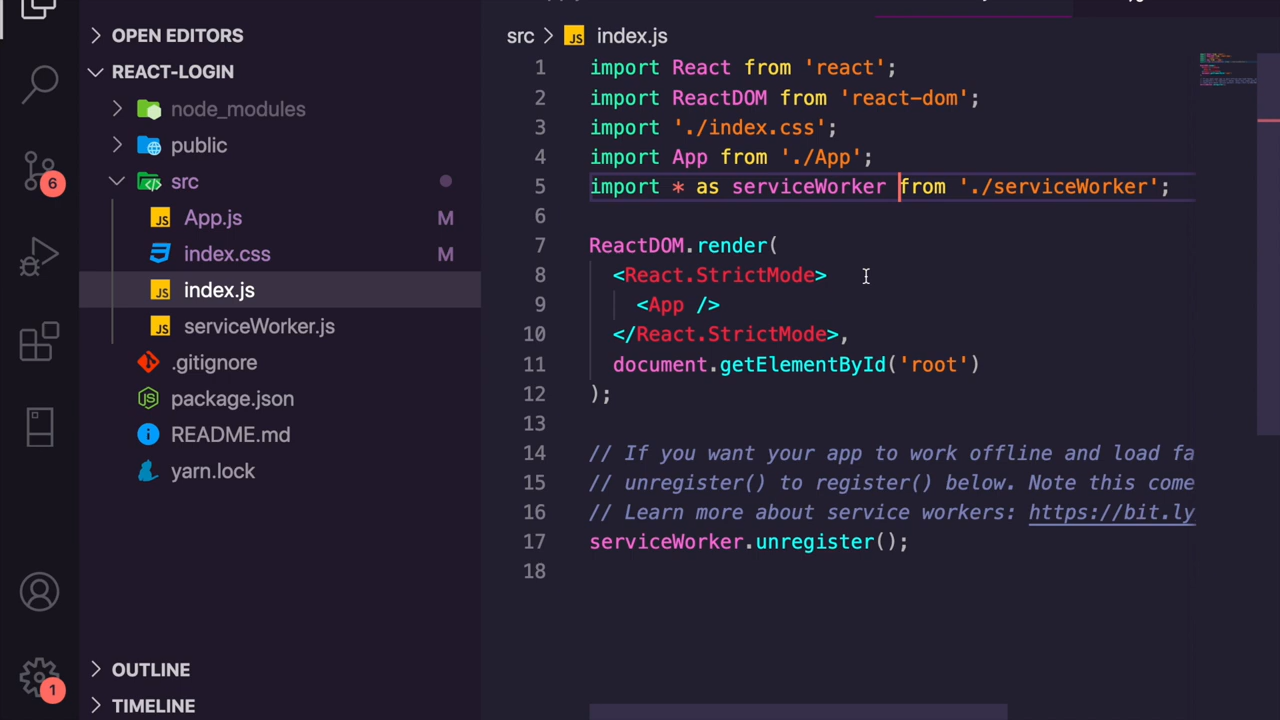 OPEN EDITORS
REACT-LOGIN
node_modules
public
src
App.js M
index.css M
index.js
serviceWorker.js
.gitignore
package.json
README.md
yarn.lock
OUTLINE
TIMELINE
6
1
src > JS index.js
1 import React from 'react';
2 import ReactDOM from 'react-dom';
3 import './index.css';
4 import App from './App';
5 import * as serviceWorker from './serviceWorker';
6
7 ReactDOM.render(
8 <React.StrictMode>
9 <App />
10 </React.StrictMode>,
11 document.getElementById('root')
12 );
13
14 // If you want your app to work offline and load fa
15 // unregister() to register() below. Note this come
16 // Learn more about service workers: https://bit.ly
17 serviceWorker.unregister();
18